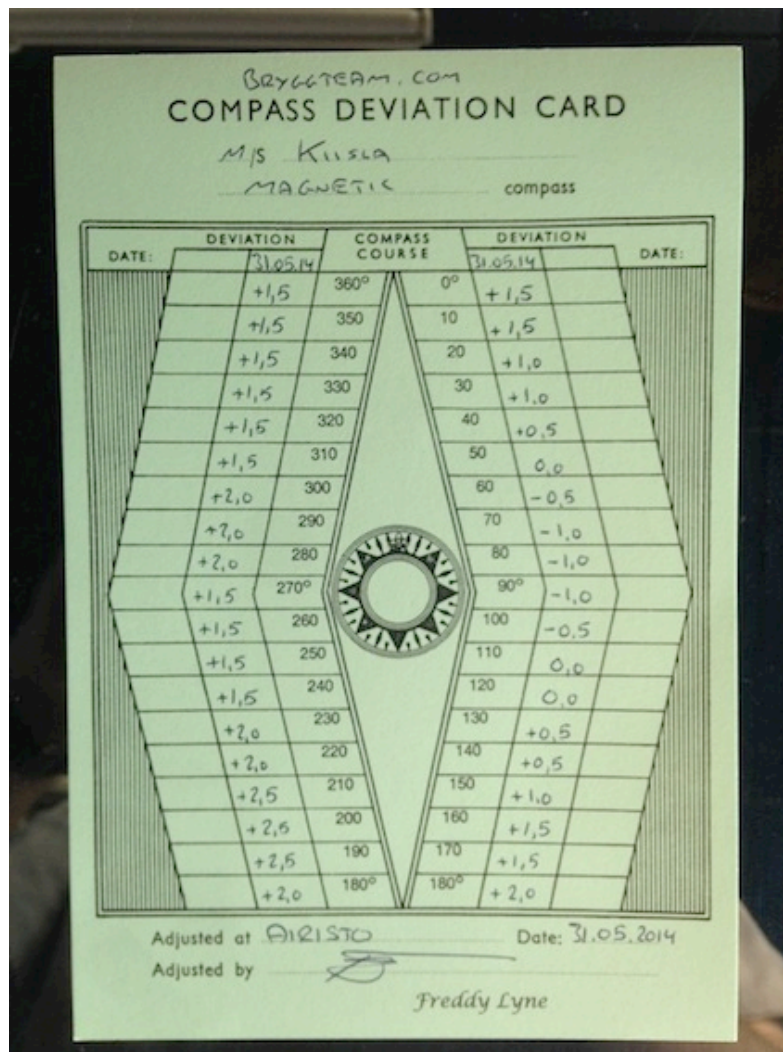 BRYGGTEAM.COM
COMPASS DEVIATION CARD
M/S KIISLA
MAGNETIC compass
DATE: DEVIATION COMPASS COURSE DEVIATION DATE:
31.05.14 31.05.14
+1,5 360° 0° +1,5
+1,5 350 10 +1,5
+1,5 340 20 +1,0
+1,5 330 30 +1,0
+1,5 320 40 +0,5
+1,5 310 50 0,0
+2,0 300 60 -0,5
+2,0 290 70 -1,0
+2,0 280 80 -1,0
+1,5 270° 90° -1,0
+1,5 260 100 -0,5
+1,5 250 110 0,0
+1,5 240 120 0,0
+2,0 230 130 +0,5
+2,0 220 140 +0,5
+2,5 210 150 +1,0
+2,5 200 160 +1,5
+2,5 190 170 +1,5
+2,0 180° 180° +2,0
Adjusted at AIRISTO Date: 31.05.2014
Adjusted by
Freddy Lyne